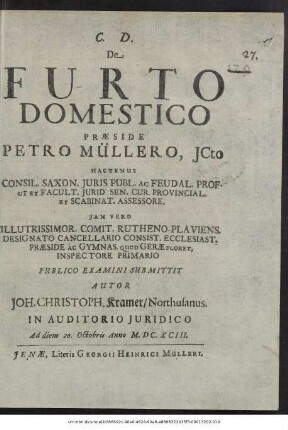 C. D.
De
27.
FURTO
DOMESTICO
PRÆSIDE
PETRO MÜLLERO, JCto
HACTENUS
CONSIL. SAXON. JURIS PUBL. AC FEUDAL. PROF.
UT ET FACULT. JURID SEN. CUR PROVINCIAL.
ET SCABINAT. ASSESSORE,
JAM VERO
ILLUTRISSIMOR. COMIT. RUTHENO-PLAVIENS.
DESIGNATO CANCELLARIO CONSIST. ECCLESIAST.
PRÆSIDE AC GYMNAS. QUOD GERÆ FLORET,
INSPECTORE PRIMARIO
PUBLICO EXAMINI SUBMITTIT
AUTOR
JOH. CHRISTOPH. Kramer/ Northusanus.
IN AUDITORIO JURIDICO
Ad diem 20. Octobris Anno M. DC. XCIII.
JENÆ, Literis GEORGII HEINRICI MÜLLERI.